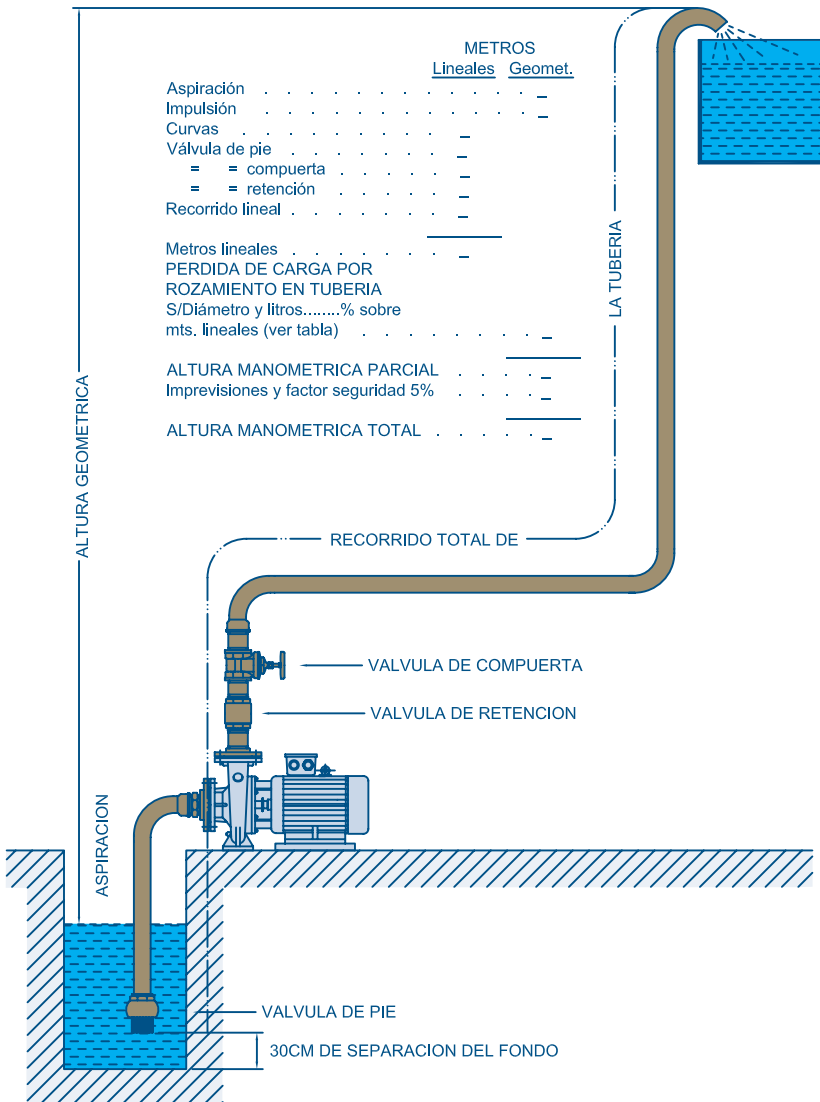 METROS
Lineales Geomet.
Aspiración . . . . . . . . . . . . _
Impulsión . . . . . . . . . . . . _
Curvas . . . . . . . . . _
Válvula de pie . . . . . . . _
= = compuerta . . . . . _
= = retención . . . . . _
Recorrido lineal . . . . . . . _
Metros lineales . . . . . . . _
PERDIDA DE CARGA POR
ROZAMIENTO EN TUBERIA
S/Diámetro y litros........% sobre
mts. lineales (ver tabla) . . . . . . . _
ALTURA MANOMETRICA PARCIAL . . . . _
Imprevisiones y factor seguridad 5% . . . . _
ALTURA MANOMETRICA TOTAL . . . . . _
ALTURA GEOMETRICA
LA TUBERIA
RECORRIDO TOTAL DE
VALVULA DE COMPUERTA
VALVULA DE RETENCION
ASPIRACION
VALVULA DE PIE
30CM DE SEPARACION DEL FONDO